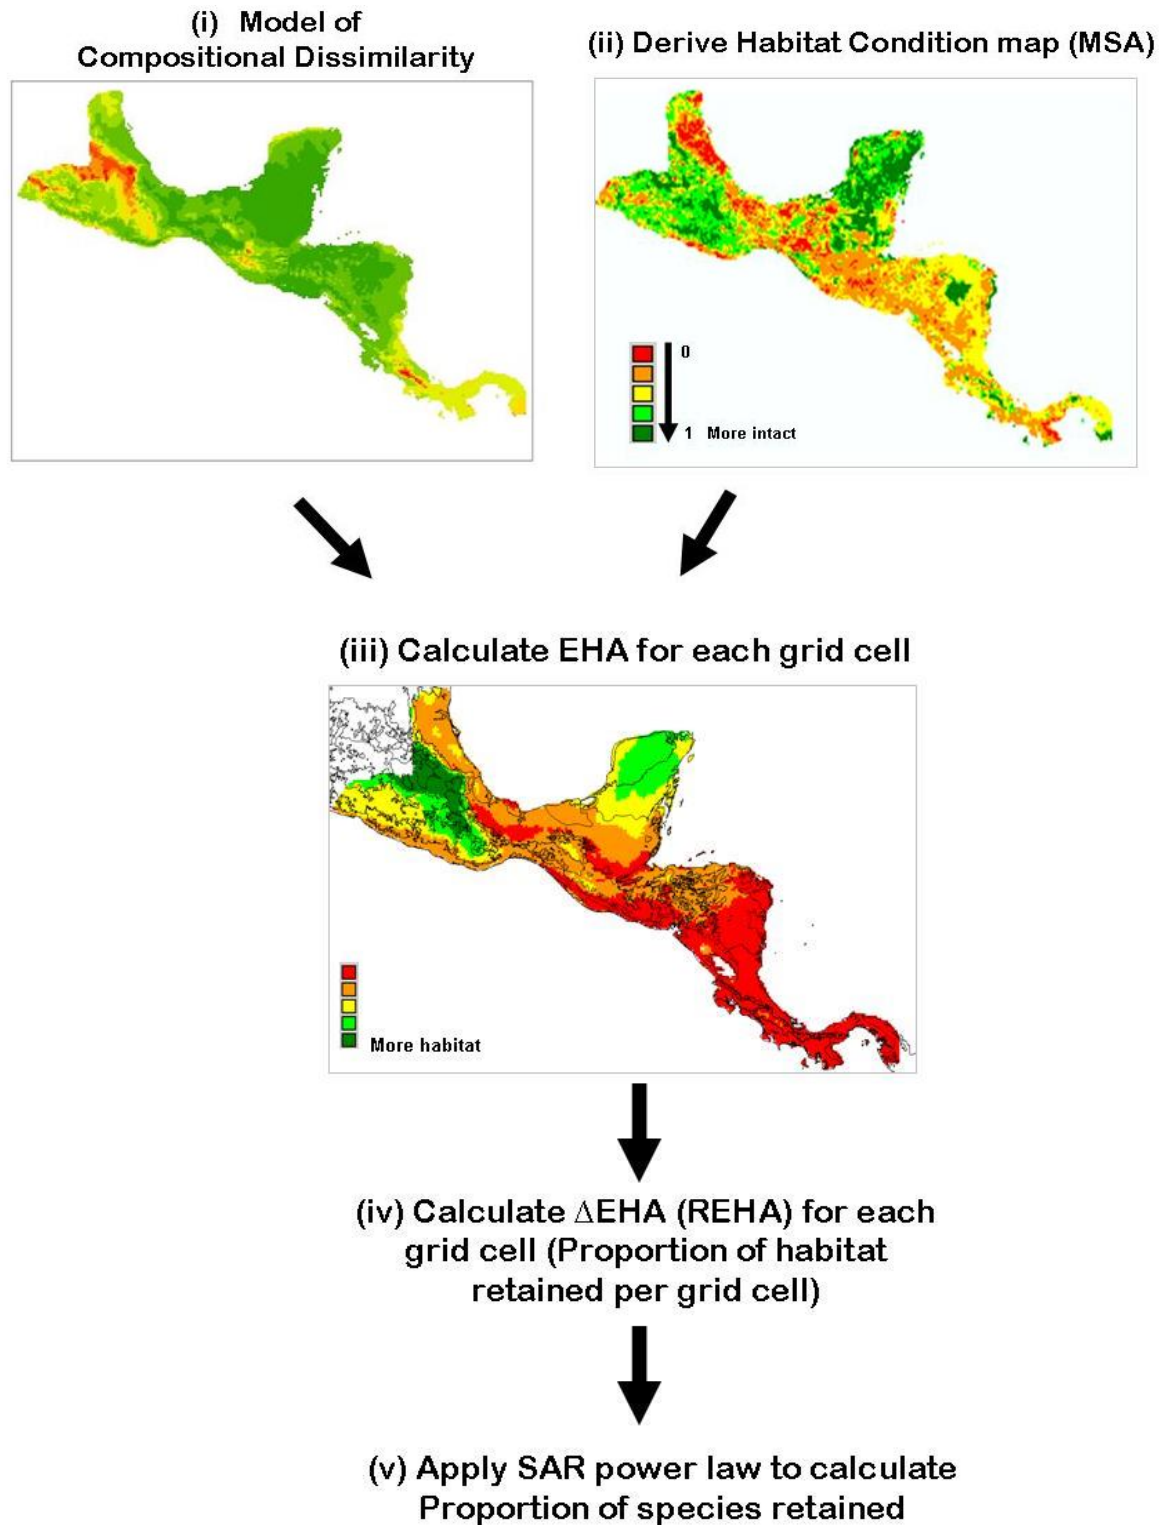 (i) Model of
Compositional Dissimilarity
(ii) Derive Habitat Condition map (MSA)
0
1 More intact
(iii) Calculate EHA for each grid cell
More habitat
(iv) Calculate ΔEHA (REHA) for each
grid cell (Proportion of habitat
retained per grid cell)
(v) Apply SAR power law to calculate
Proportion of species retained